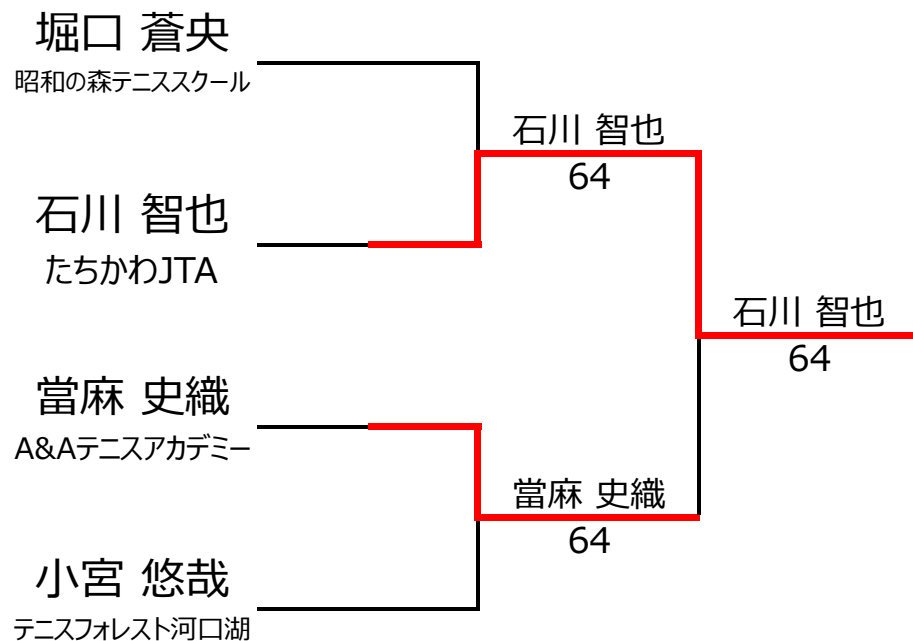 堀口 蒼央
昭和の森テニススクール
石川 智也
64
石川 智也
たちかわJTA
石川 智也
64
當麻 史織
A&Aテニスアカデミー
當麻 史織
64
小宮 悠哉
テニスフォレスト河口湖